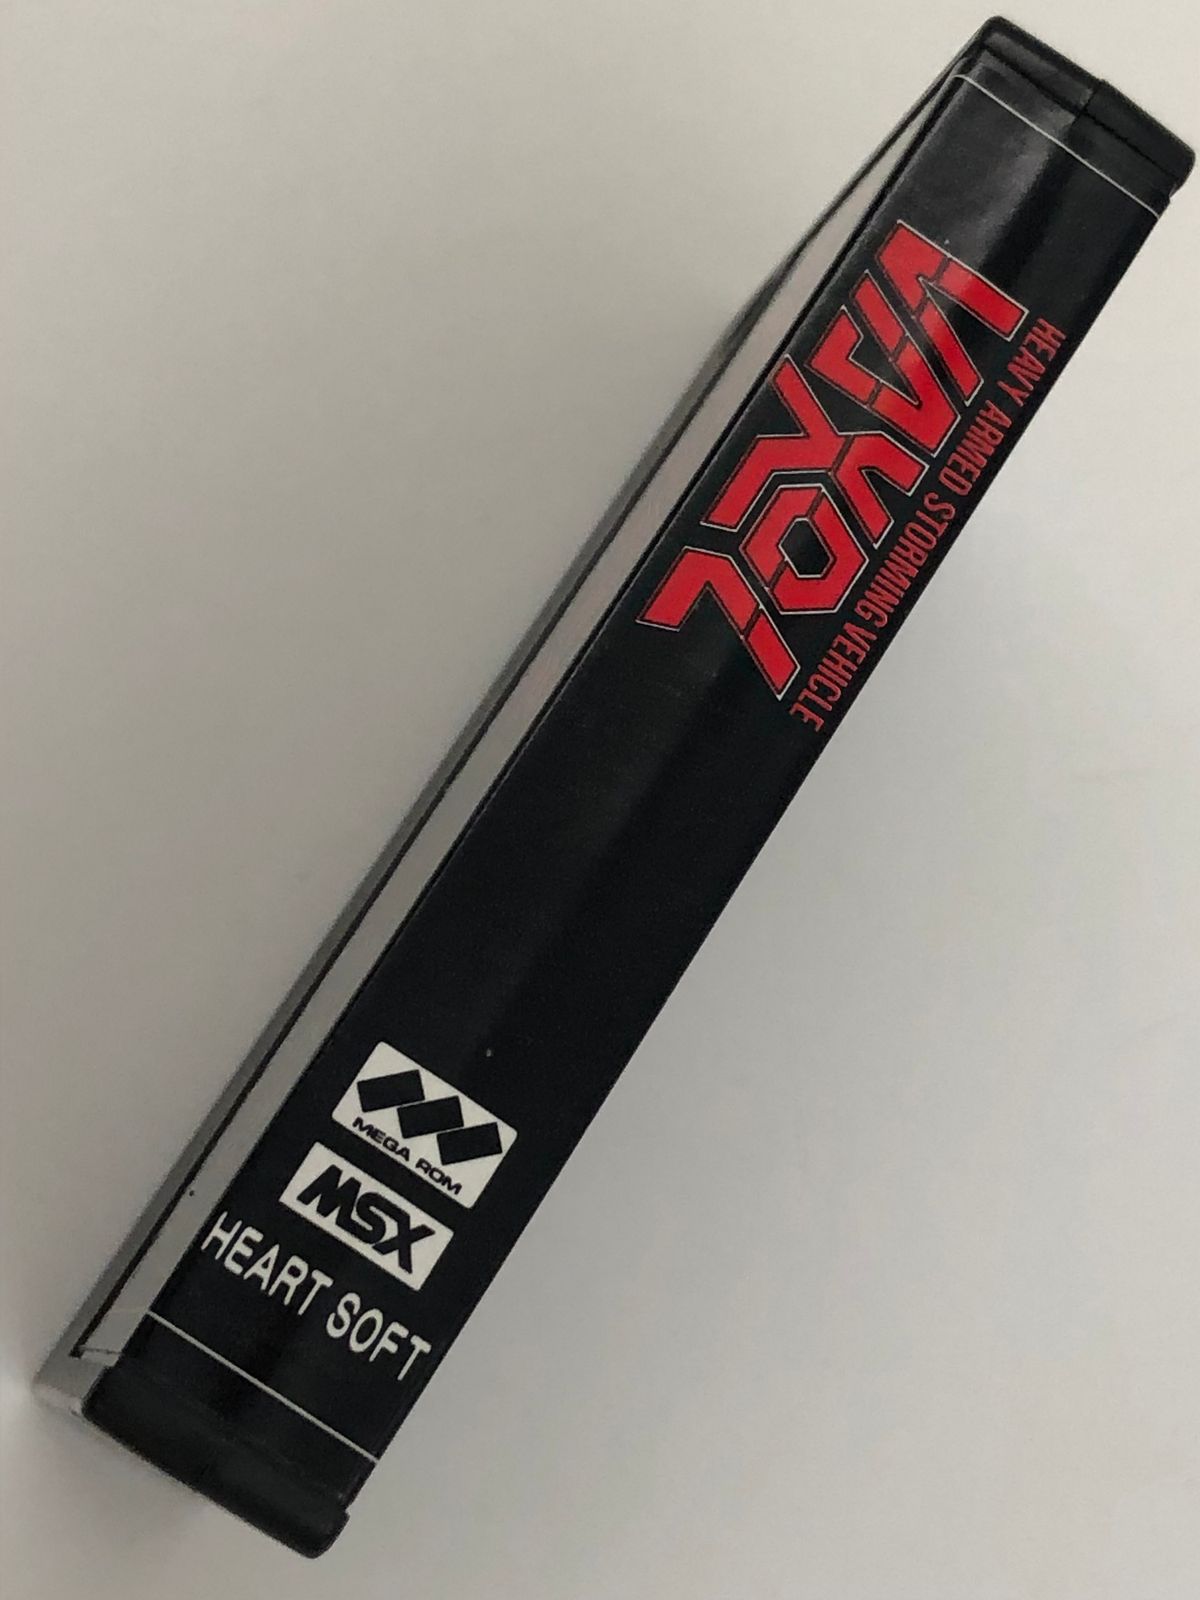 VAXOL
HEAVY ARMED STORMING VEHICLE
MEGA ROM
MSX
HEART SOFT